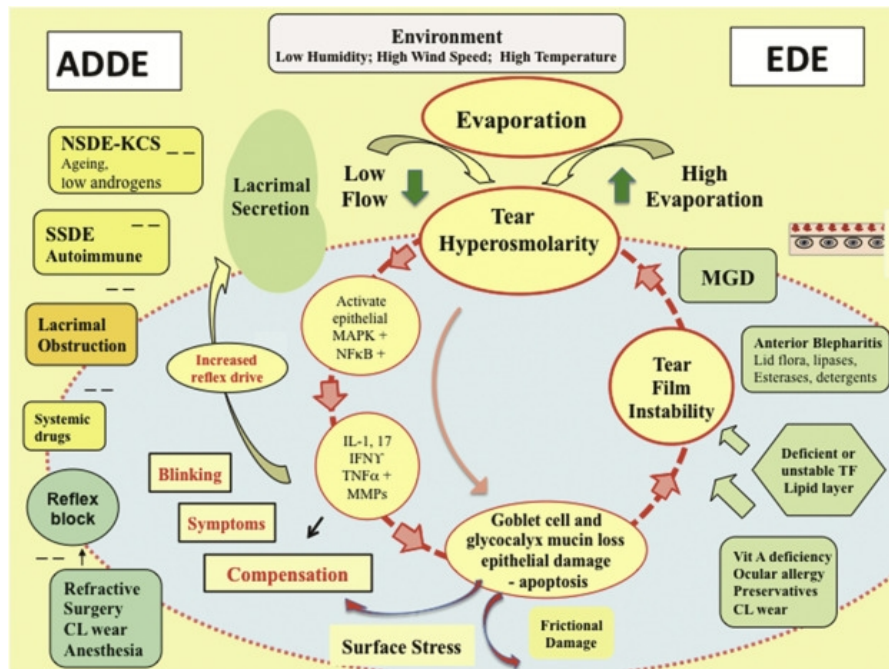 Environment
Low Humidity; High Wind Speed; High Temperature
ADDE
EDE
Evaporation
NSDE-KCS
Ageing,
low androgens
Lacrimal
Secretion
Low
Flow
High
Evaporation
Tear
Hyperosmolarity
SSDE
Autoimmune
MGD
Activate
epithelial
MAPK +
NFκB +
Lacrimal
Obstruction
Increased
reflex drive
Anterior Blepharitis
Lid flora, lipases,
Esterases, detergents
Tear
Film
Instability
Systemic
drugs
IL-1, 17
IFNϒ
TNFα +
MMPs
Blinking
Deficient or
unstable TF
Lipid layer
Reflex
block
Symptoms
Goblet cell and
glycocalyx mucin loss
epithelial damage
- apoptosis
Compensation
Vit A deficiency
Ocular allergy
Preservatives
CL wear
Refractive
Surgery
CL wear
Anesthesia
Surface Stress
Frictional
Damage